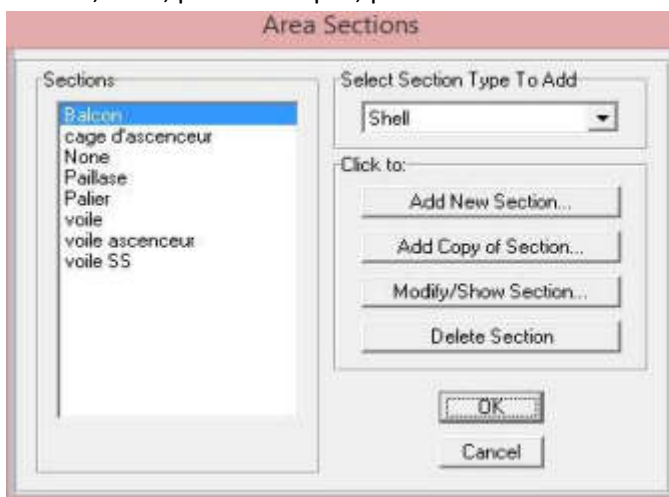 Area Sections
Sections
Balcon
cage d'ascenceur
None
Paillase
Palier
voile
voile ascenceur
voile SS
Select Section Type To Add
Shell
Click to:
Add New Section...
Add Copy of Section...
Modify/Show Section...
Delete Section
OK
Cancel